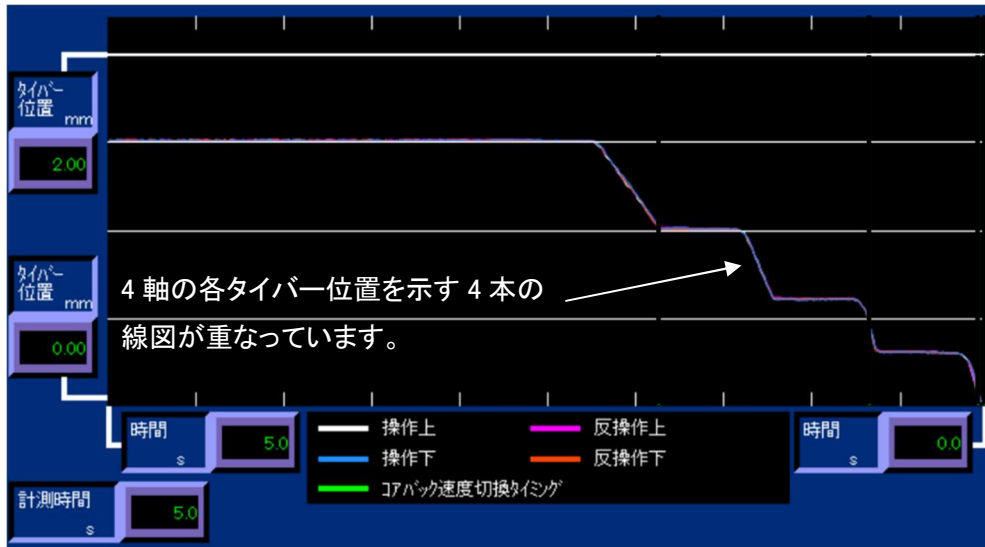 タイバー
位置 mm
2.00
4 軸の各タイバー位置を示す 4 本の
線図が重なっています。
タイバー
位置 mm
0.00
時間
s
5.0
操作上
反操作上
操作下
反操作下
コアバック速度切換タイミング
時間
s
0.0
計測時間
s
5.0